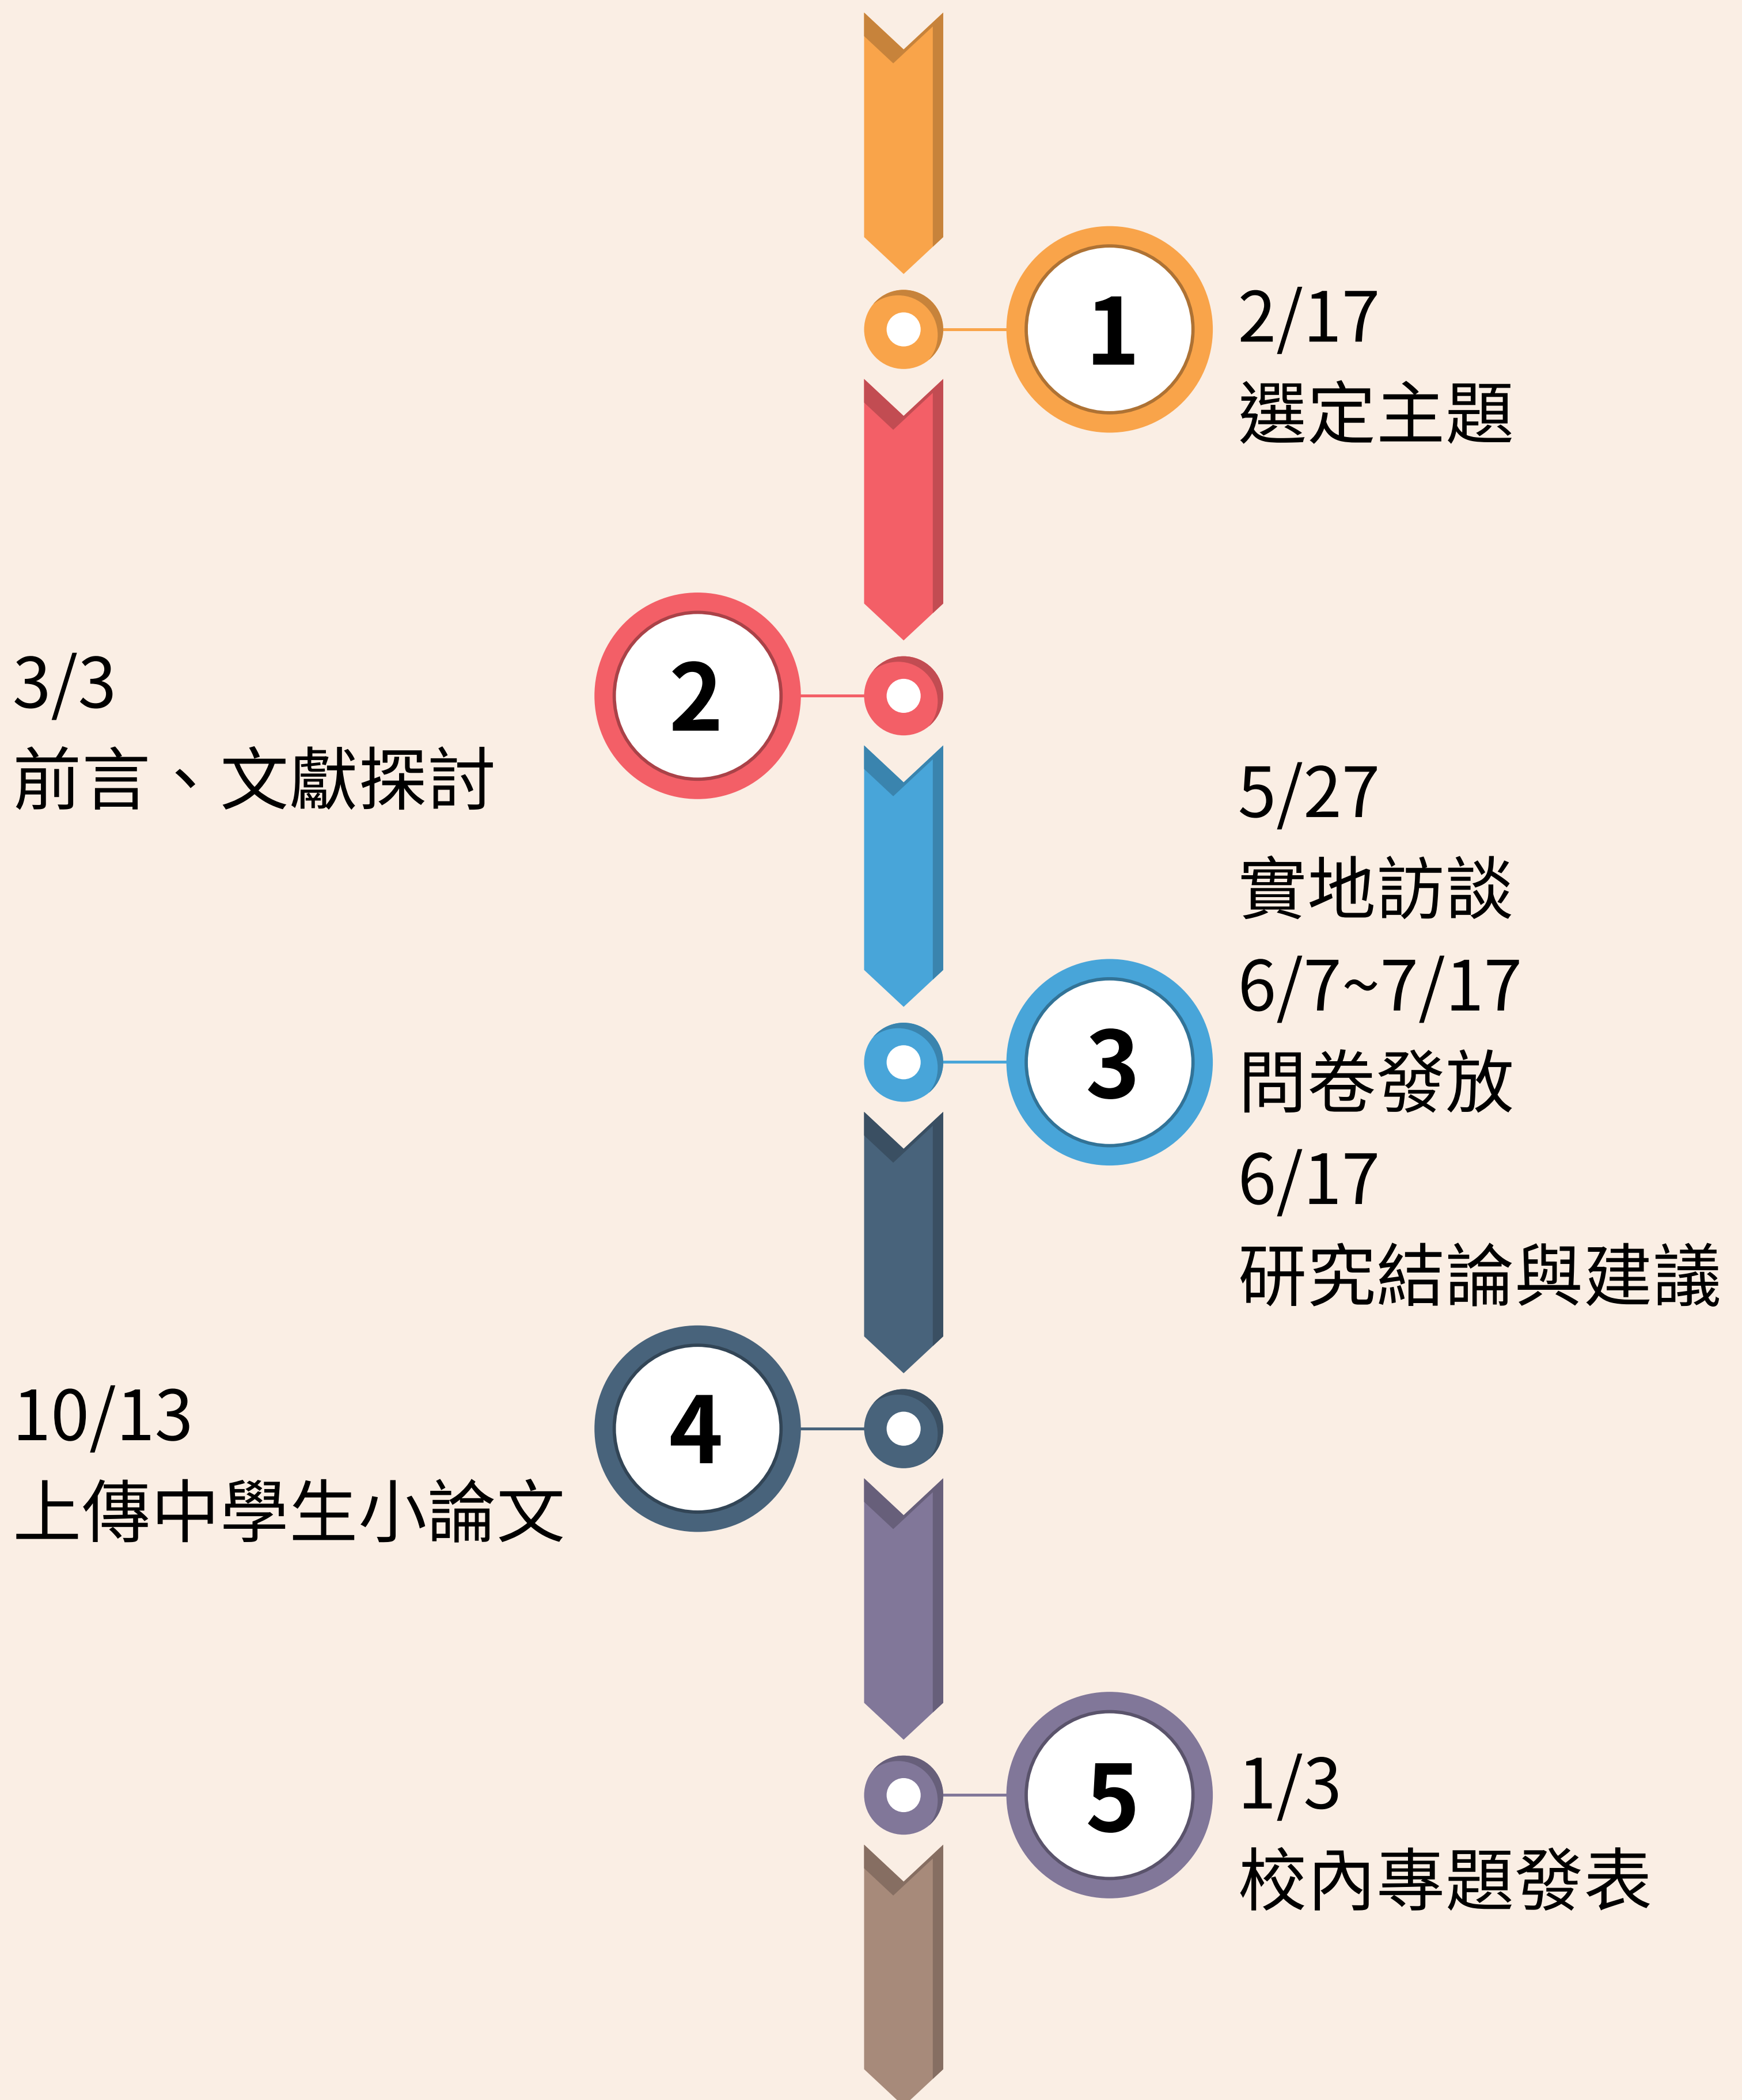 1
2/17
選定主題
2
3/3
前言、文獻探討
3
5/27
實地訪談
6/7~7/17
問卷發放
6/17
研究結論與建議
4
10/13
上傳中學生小論文
5
1/3
校內專題發表